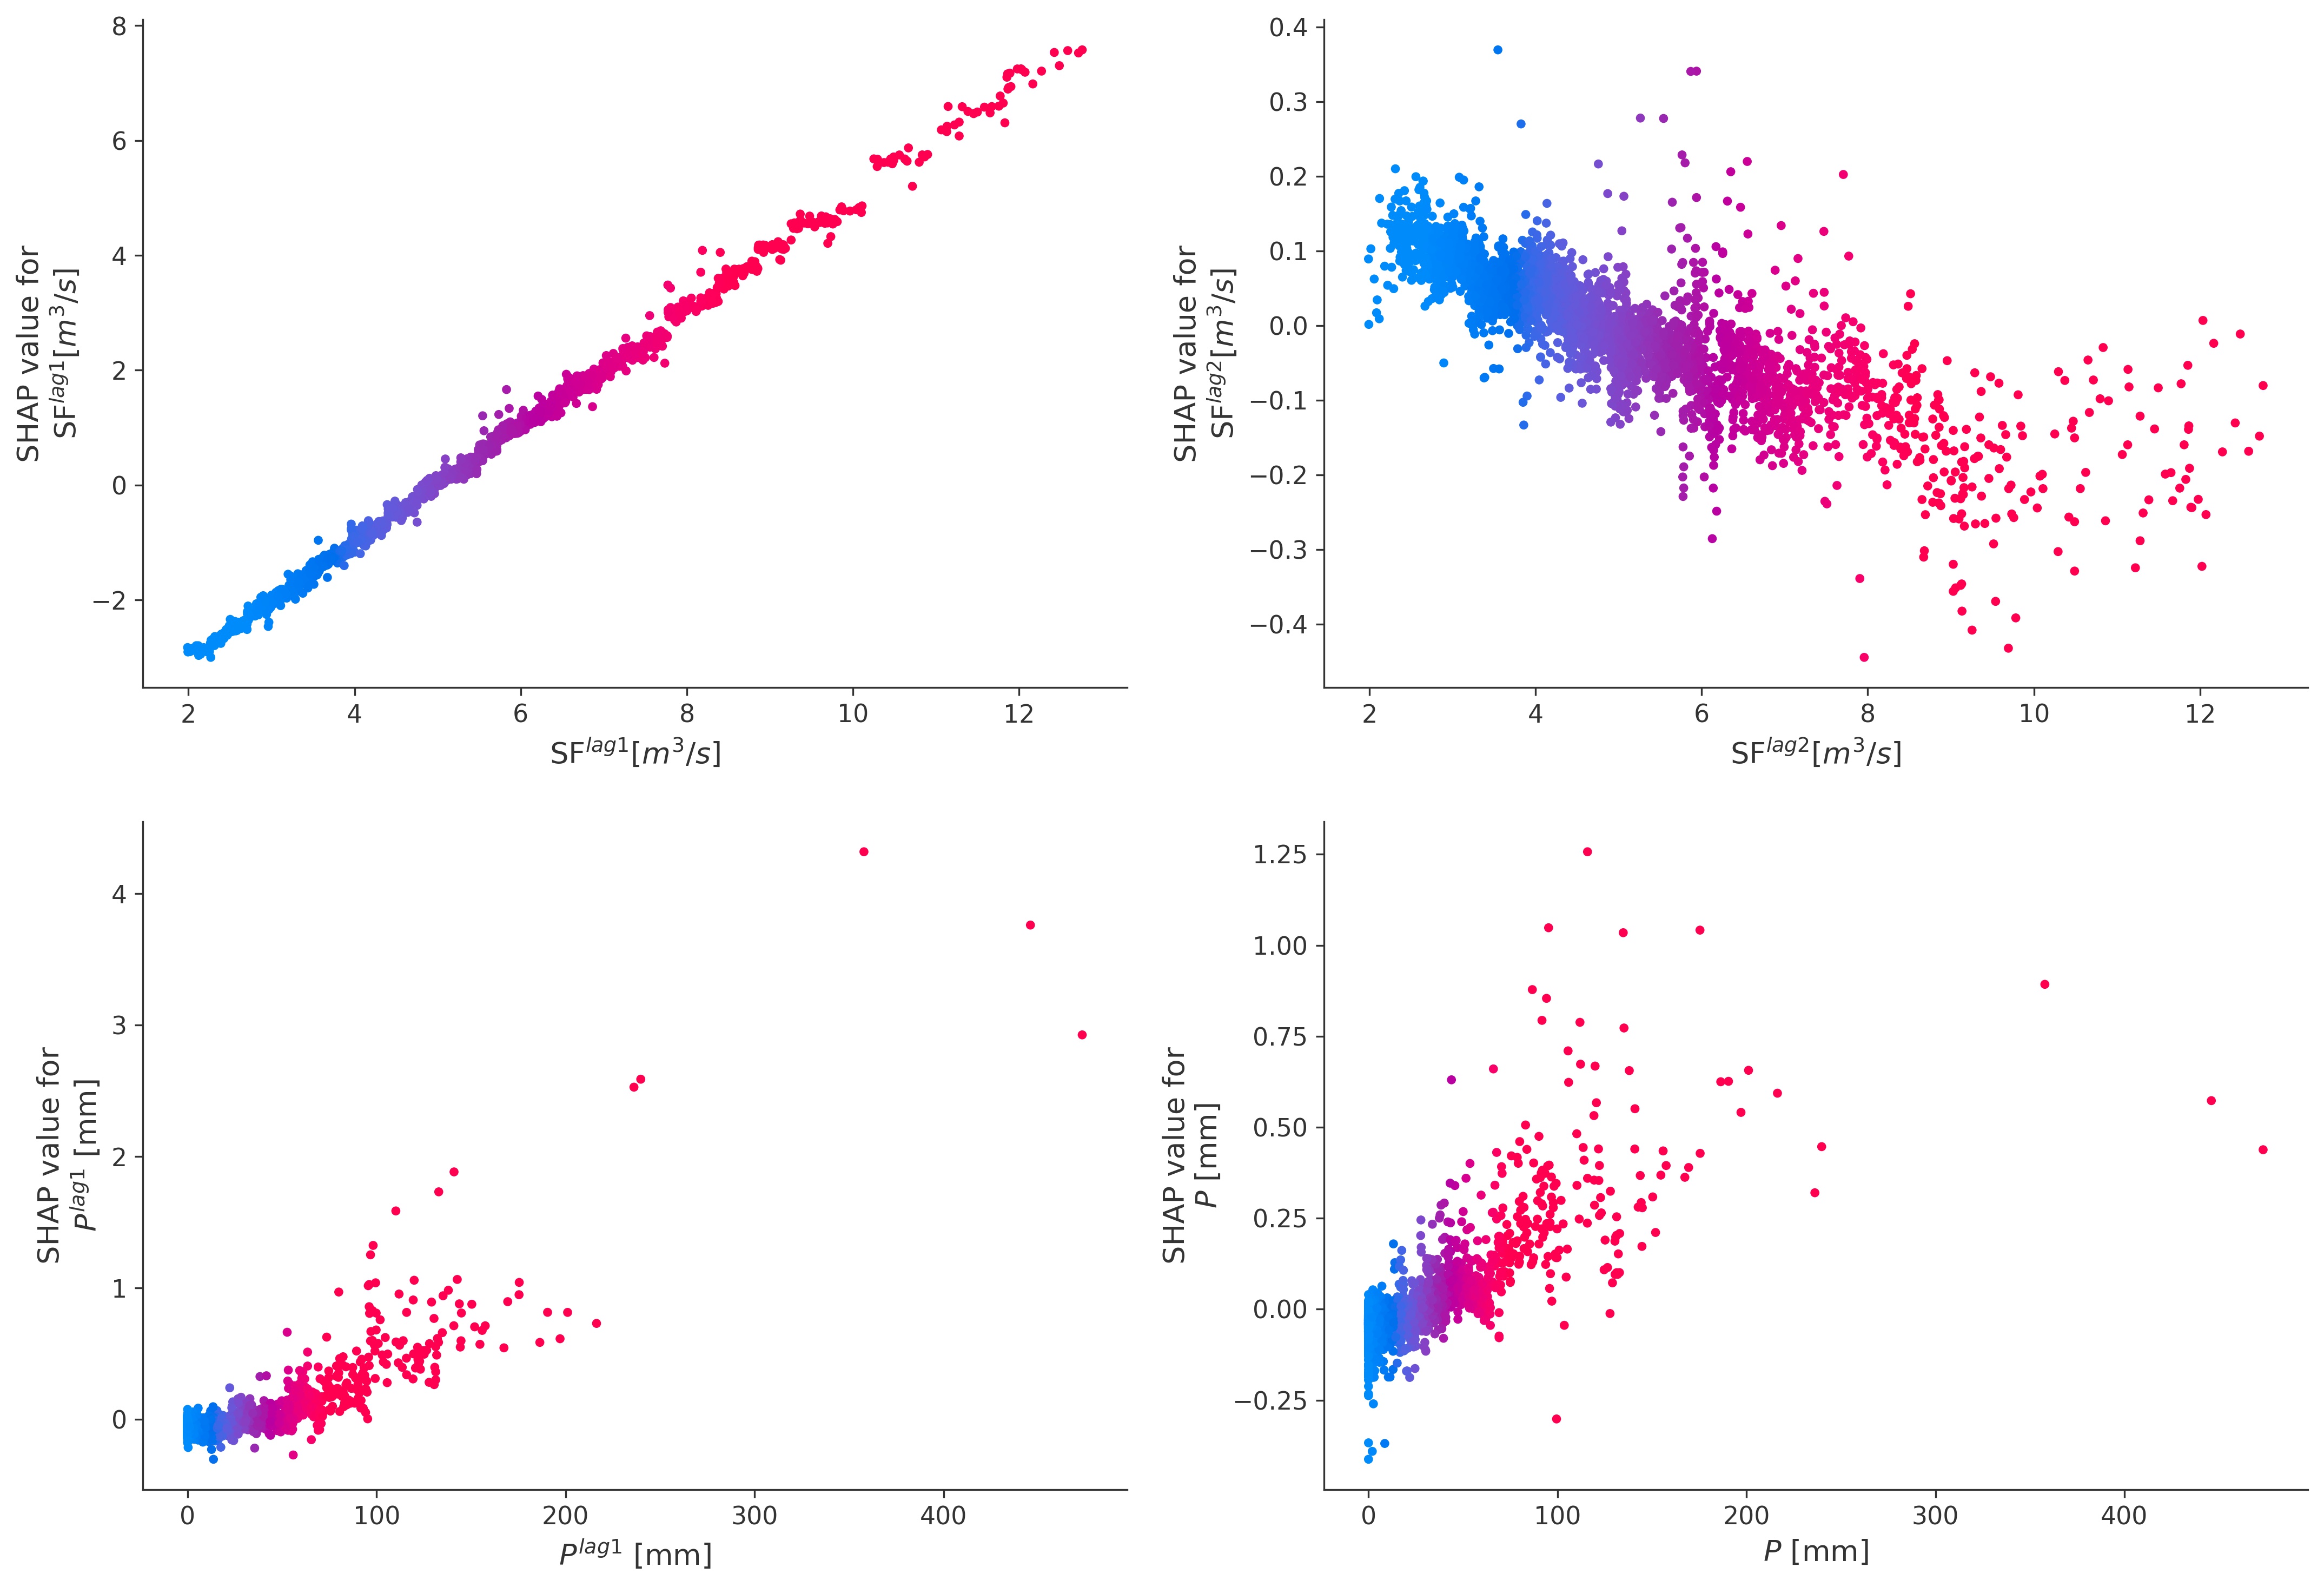 8
6
4
2
0
−2
SHAP value for
SF^{lag1}[m^3/s]
2 4 6 8 10 12
SF^{lag1}[m^3/s]
0.4
0.3
0.2
0.1
0.0
−0.1
−0.2
−0.3
−0.4
SHAP value for
SF^{lag2}[m^3/s]
2 4 6 8 10 12
SF^{lag2}[m^3/s]
4
3
2
1
0
SHAP value for
P^{lag1} [mm]
0 100 200 300 400
P^{lag1} [mm]
1.25
1.00
0.75
0.50
0.25
0.00
−0.25
SHAP value for
P [mm]
0 100 200 300 400
P [mm]